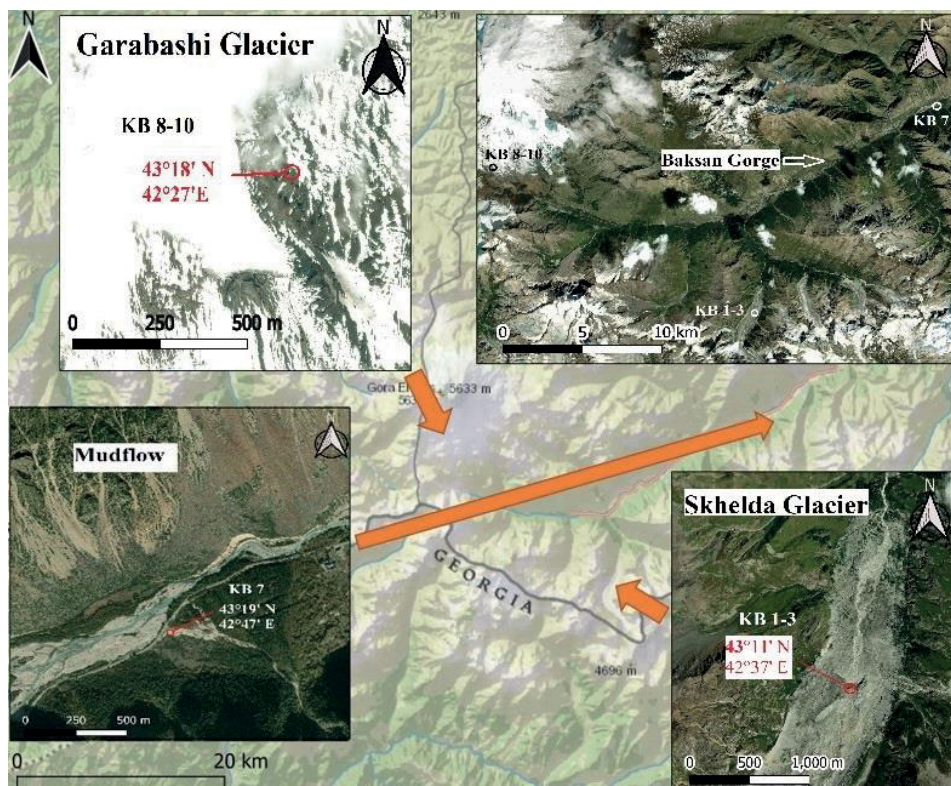 N
2643 m
Garabashi Glacier
N
KB 8-10
43°18' N
42°27'E
0
250
500 m
N
KB 7
KB 8-10
Baksan Gorge
KB 1-3
0
5
10 km
5633 m
Mudflow
N
KB 7
43°19' N
42°47' E
0
250
500 m
GEORGIA
4696 m
Skhelda Glacier
N
KB 1-3
43°11' N
42°37' E
0
500
1,000 m
0
20 km